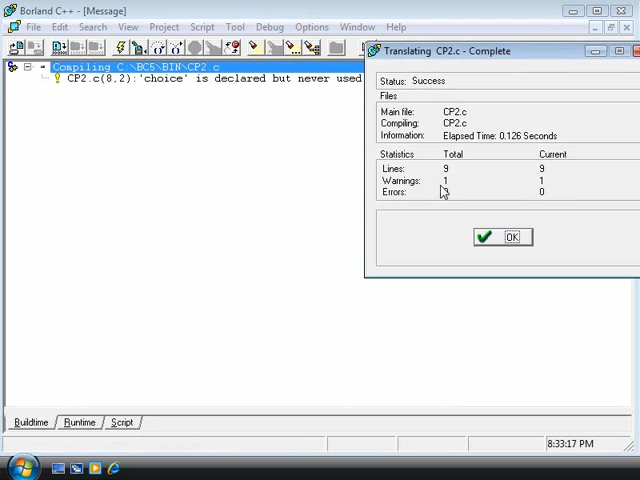 Borland C++ - [Message]
File Edit Search View Project Script Tool Debug Options Window Help
Compiling C:\BC5\BIN\CP2.c
CP2.c(8,2):'choice' is declared but never used
Translating CP2.c - Complete
Status: Success
Files
Main file: CP2.c
Compiling: CP2.c
Information: Elapsed Time: 0.126 Seconds
Statistics Total Current
Lines: 9 9
Warnings: 1 1
Errors: 0
OK
Buildtime Runtime Script
8:33:17 PM